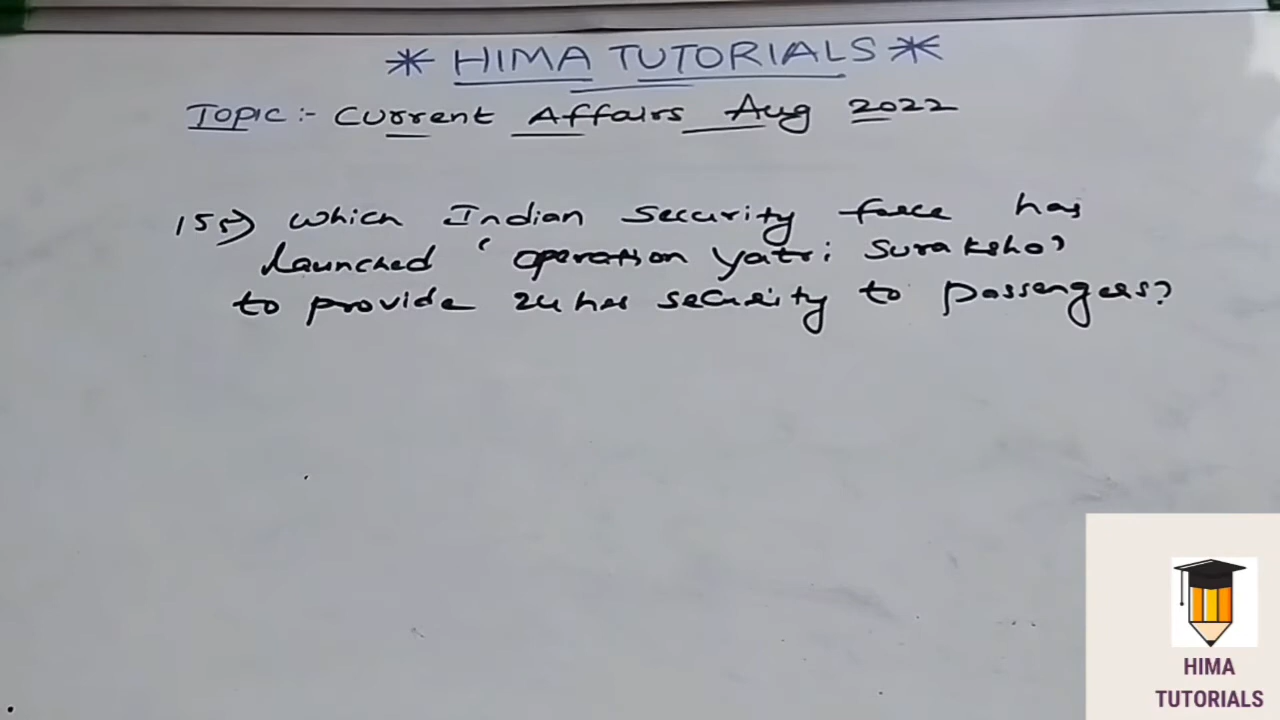 * HIMA TUTORIALS *
Topic :- Current Affairs Aug 2022
155) Which Indian Security force has
launched 'operation yatri Suraksha'
to provide 24 hrs security to passengers?
HIMA
TUTORIALS